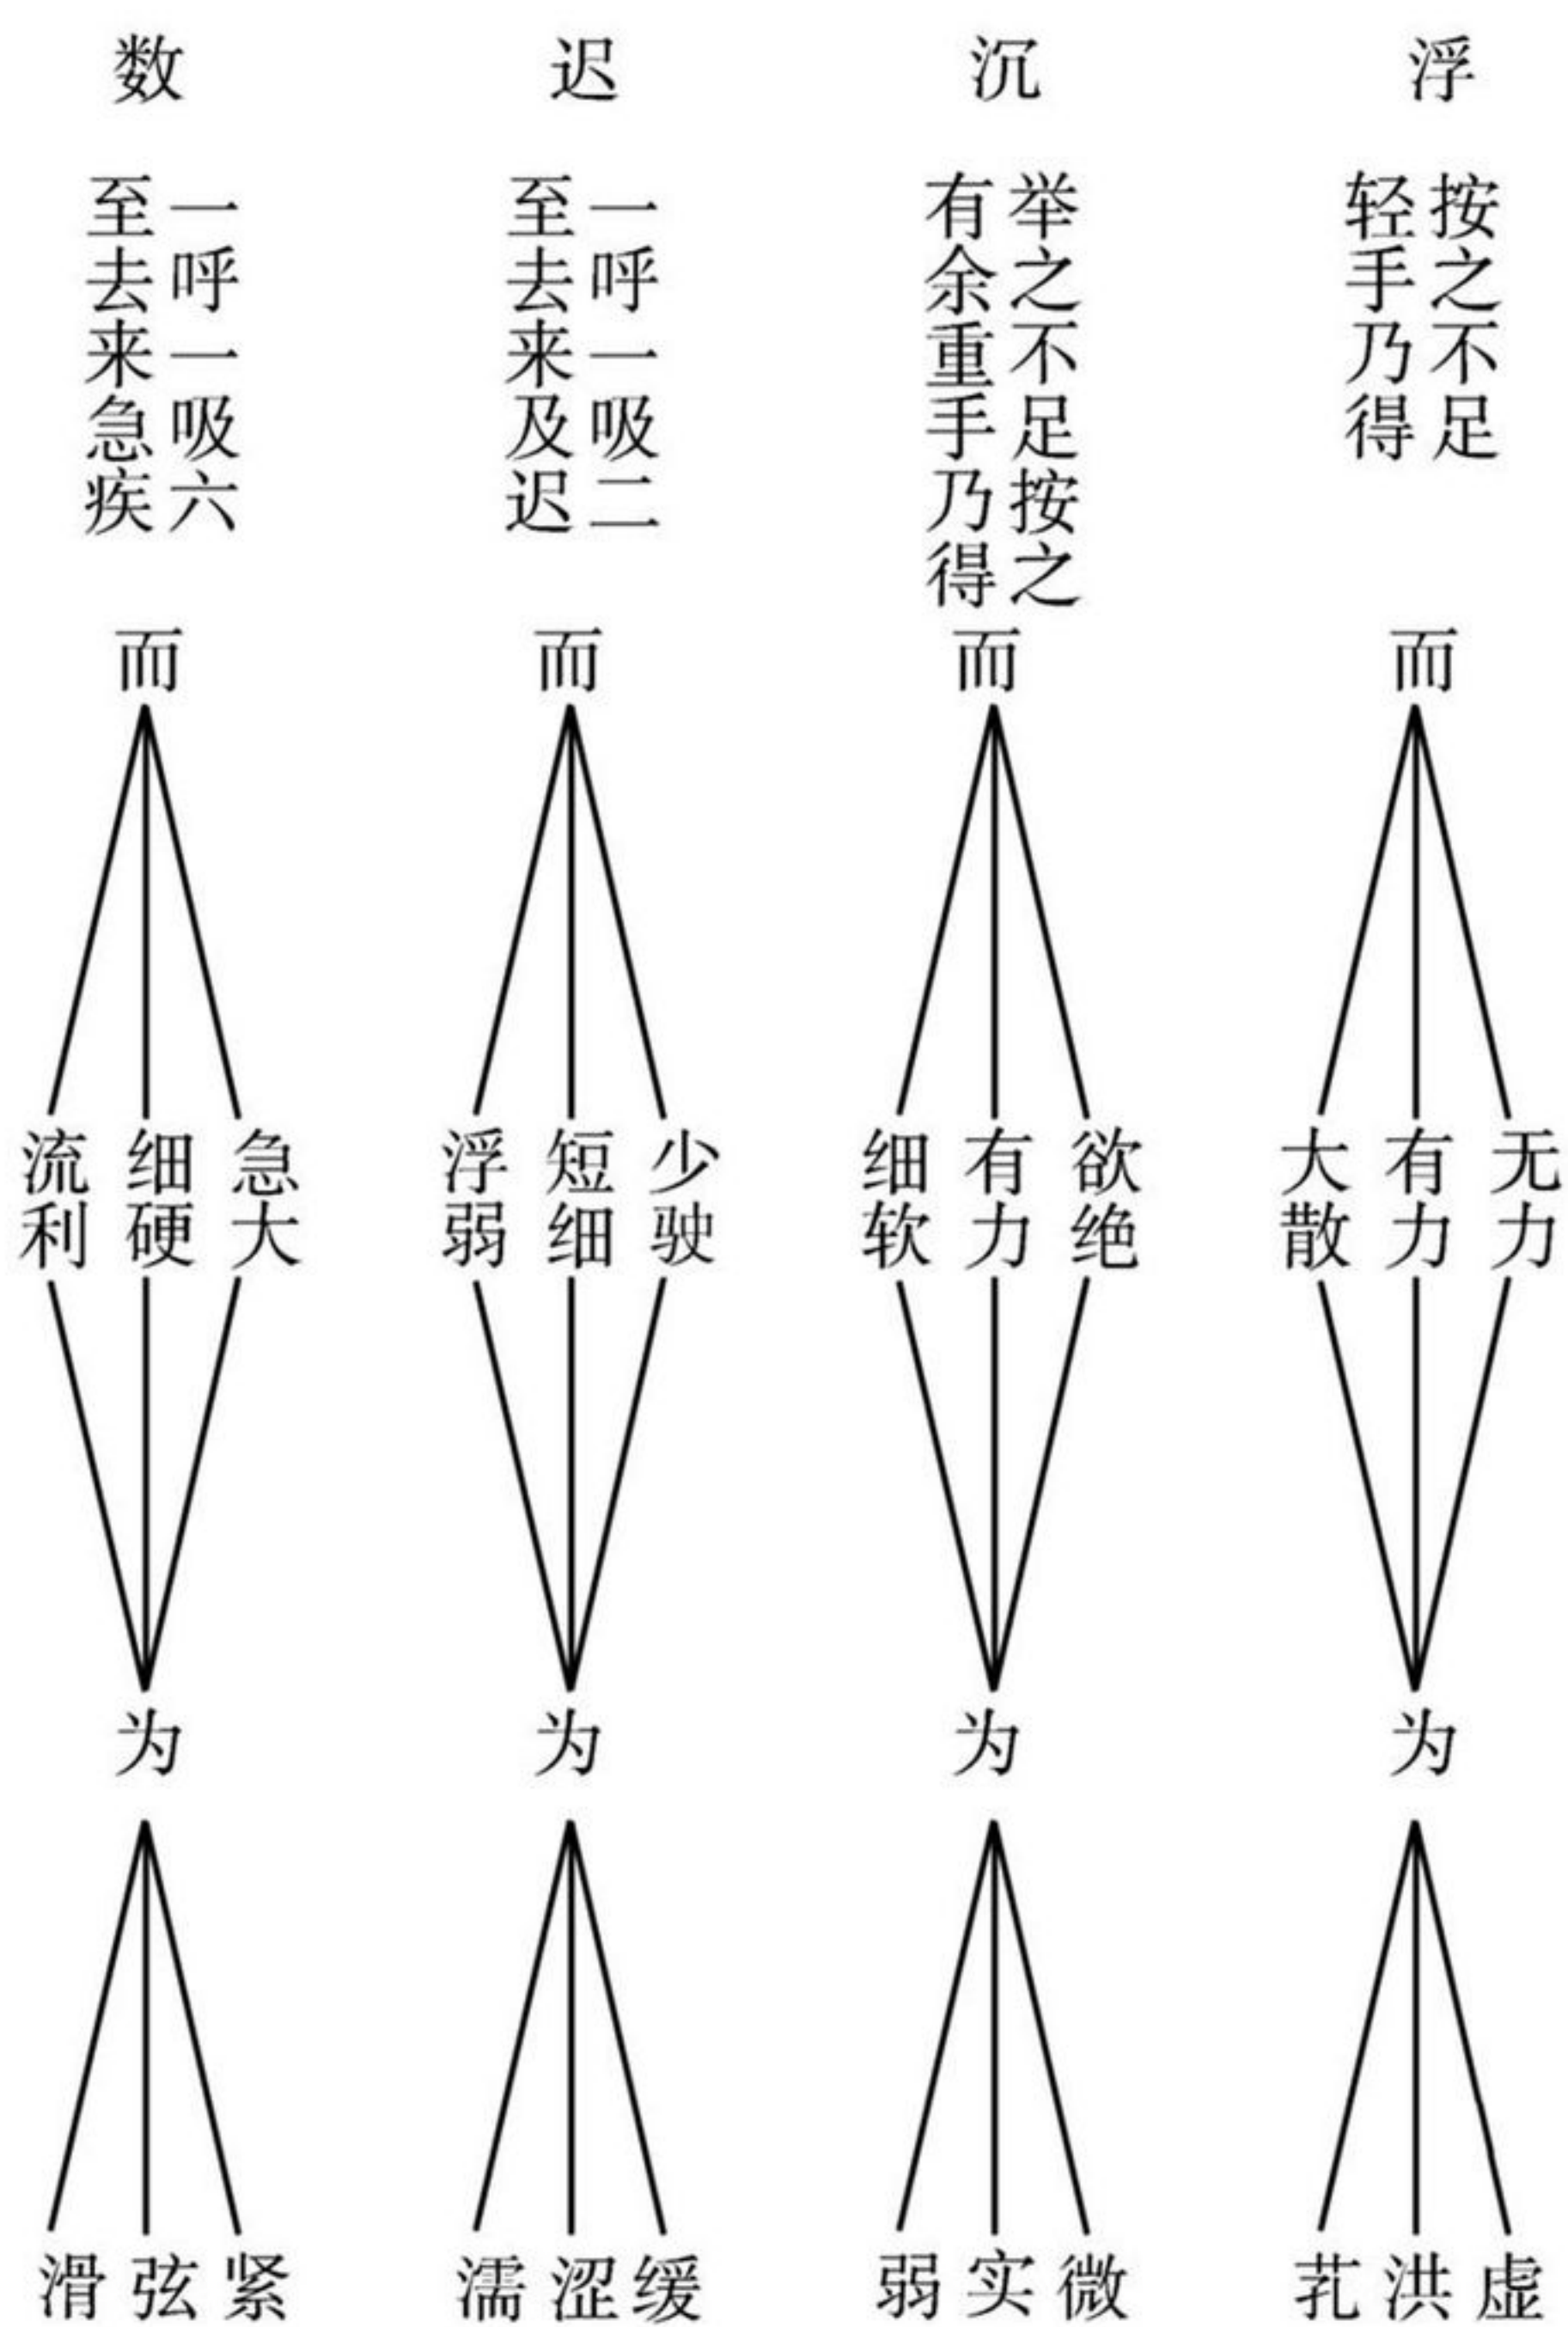 浮
按之不足
轻手乃得
而
无力
有力
大散
为
虚
洪
芤
沉
举之不足按之
有余重手乃得
而
欲绝
有力
细软
为
微
实
弱
迟
一呼一吸二
至去来及迟
而
少驶
短细
浮弱
为
缓
涩
濡
数
一呼一吸六
至去来急疾
而
急大
细硬
流利
为
紧
弦
滑